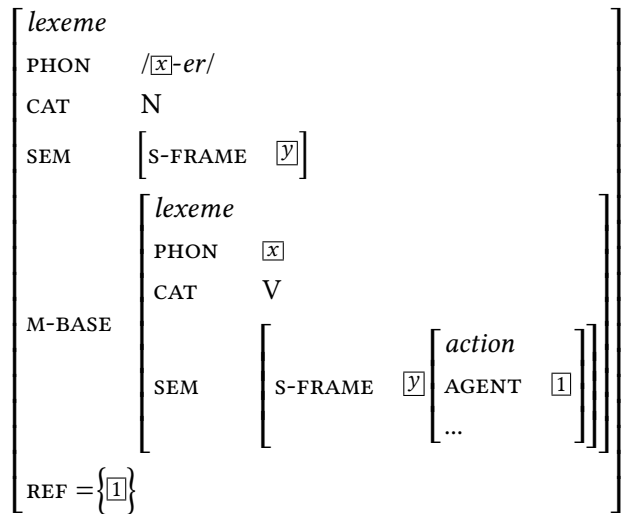 lexeme
PHON /x-er/
CAT N
SEM [S-FRAME y]
lexeme
PHON x
CAT V
M-BASE
action
SEM S-FRAME y AGENT 1
...
REF = {1}